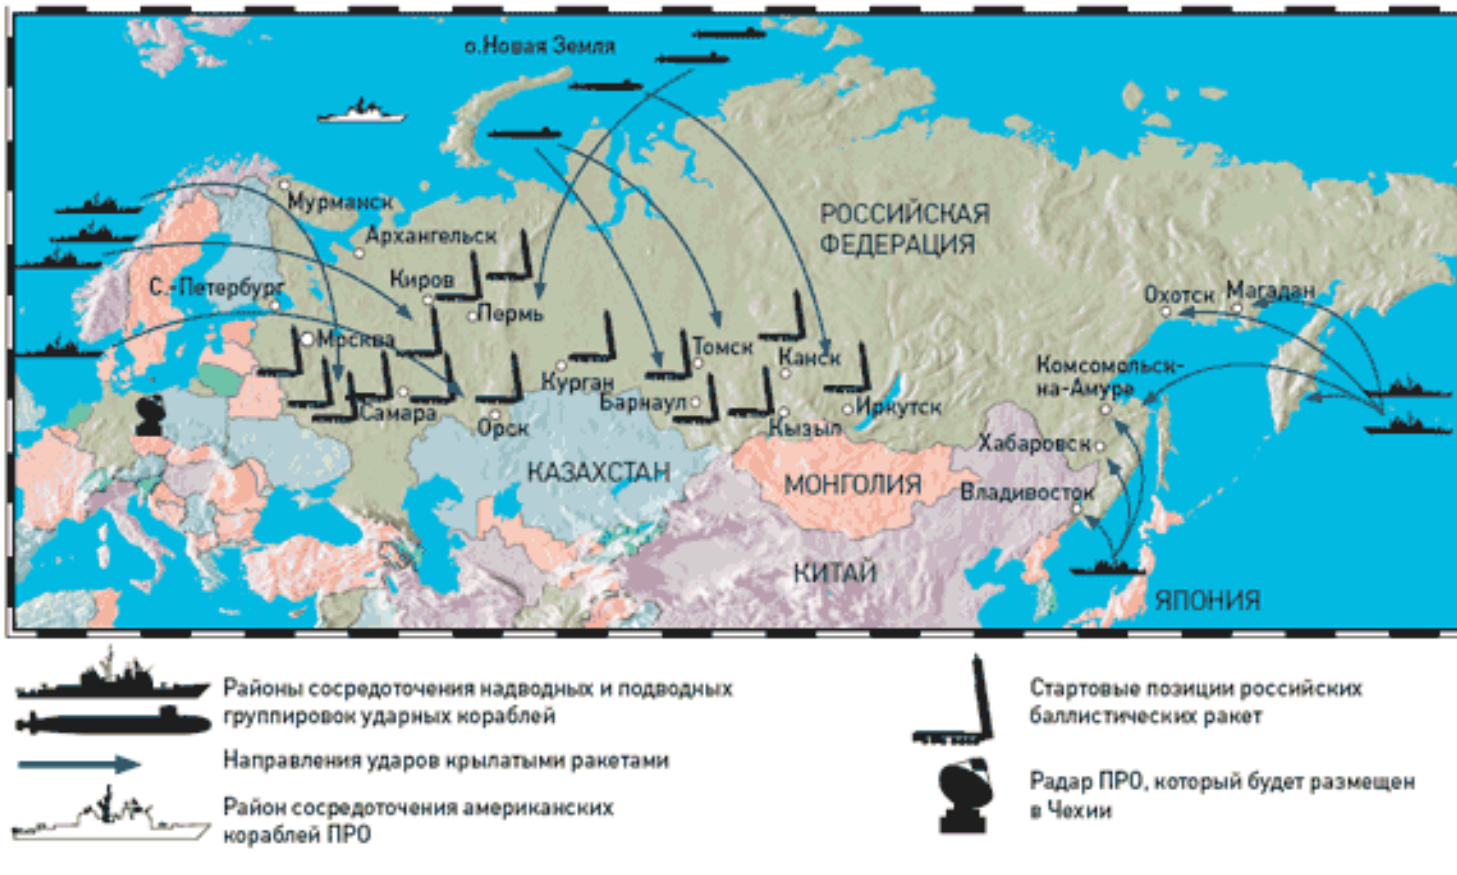 о.Новая Земля
Мурманск
РОССИЙСКАЯ
ФЕДЕРАЦИЯ
Архангельск
Киров
С.-Петербург
Пермь
Охотск
Магадан
Москва
Томск
Канск
Комсомольск-
на-Амуре
Курган
Барнаул
Самара
Иркутск
Орск
Кызыл
Хабаровск
КАЗАХСТАН
МОНГОЛИЯ
Владивосток
КИТАЙ
ЯПОНИЯ
Районы сосредоточения надводных и подводных
группировок ударных кораблей
Направления ударов крылатыми ракетами
Район сосредоточения американских
кораблей ПРО
Стартовые позиции российских
баллистических ракет
Радар ПРО, который будет размещен
в Чехии